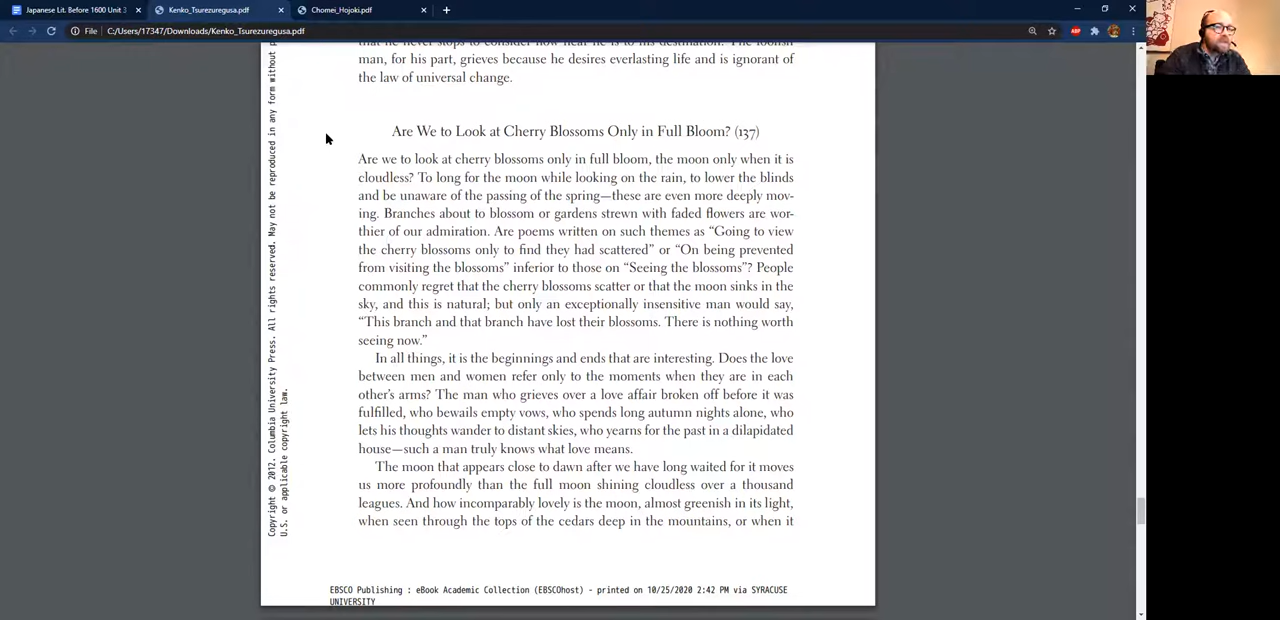 Japanese Lit. Before 1600 Unit 3
Kenko_Tsurezuregusa.pdf
Chomei_Hojoki.pdf
File
C:/Users/17347/Downloads/Kenko_Tsurezuregusa.pdf
ABP
that he never stops to consider how near he is to his destination. The foolish
man, for his part, grieves because he desires everlasting life and is ignorant of
the law of universal change.
Are We to Look at Cherry Blossoms Only in Full Bloom? (137)
Are we to look at cherry blossoms only in full bloom, the moon only when it is
cloudless? To long for the moon while looking on the rain, to lower the blinds
and be unaware of the passing of the spring—these are even more deeply mov-
ing. Branches about to blossom or gardens strewn with faded flowers are wor-
thier of our admiration. Are poems written on such themes as “Going to view
the cherry blossoms only to find they had scattered” or “On being prevented
from visiting the blossoms” inferior to those on “Seeing the blossoms”? People
commonly regret that the cherry blossoms scatter or that the moon sinks in the
sky, and this is natural; but only an exceptionally insensitive man would say,
“This branch and that branch have lost their blossoms. There is nothing worth
seeing now.”
In all things, it is the beginnings and ends that are interesting. Does the love
between men and women refer only to the moments when they are in each
other’s arms? The man who grieves over a love affair broken off before it was
fulfilled, who bewails empty vows, who spends long autumn nights alone, who
lets his thoughts wander to distant skies, who yearns for the past in a dilapidated
house—such a man truly knows what love means.
The moon that appears close to dawn after we have long waited for it moves
us more profoundly than the full moon shining cloudless over a thousand
leagues. And how incomparably lovely is the moon, almost greenish in its light,
when seen through the tops of the cedars deep in the mountains, or when it
Copyright © 2012. Columbia University Press. All rights reserved. May not be reproduced in any form without p
U.S. or applicable copyright law.
EBSCO Publishing : eBook Academic Collection (EBSCOhost) - printed on 10/25/2020 2:42 PM via SYRACUSE
UNIVERSITY